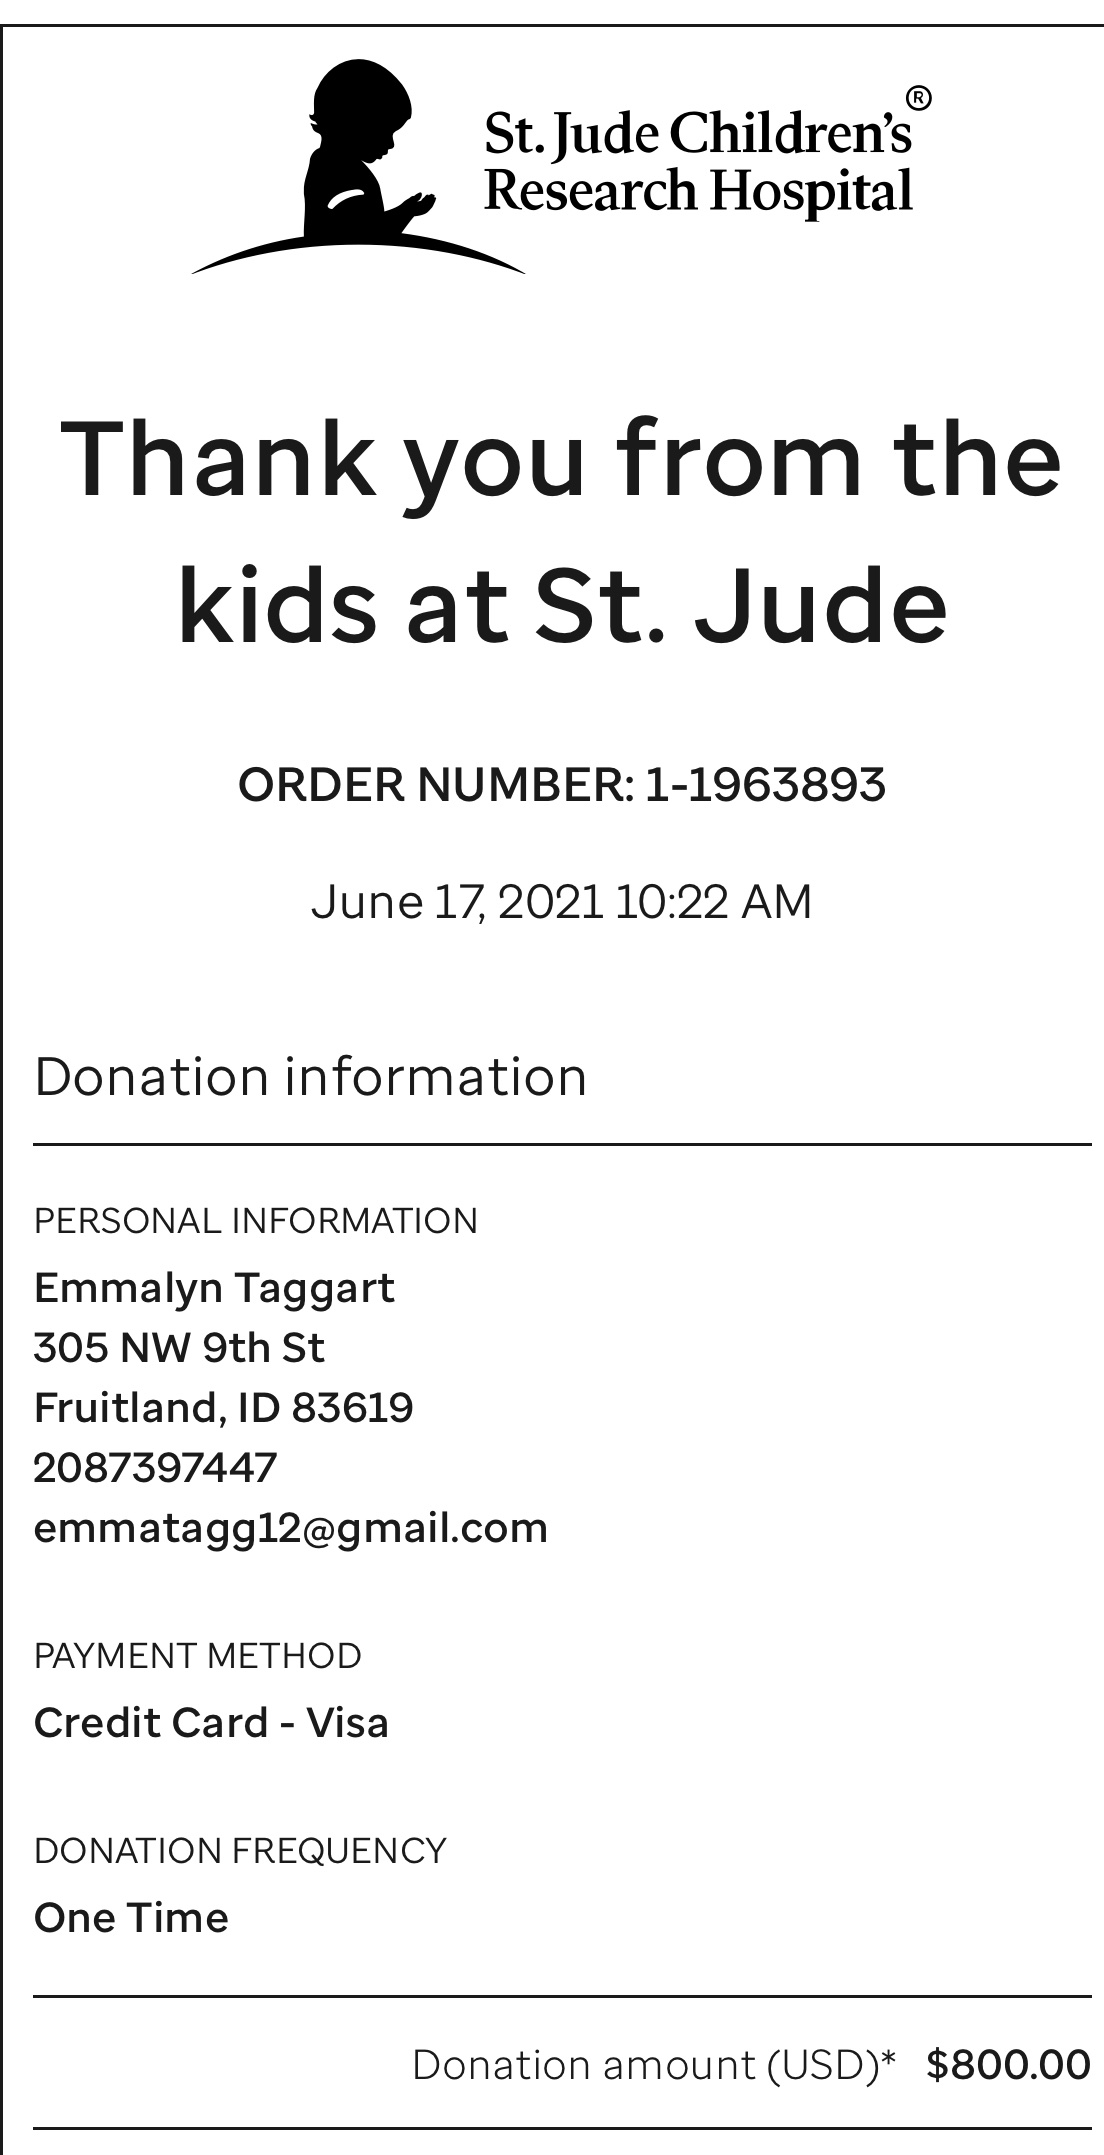 St. Jude Children's®
Research Hospital
Thank you from the
kids at St. Jude
ORDER NUMBER: 1-1963893
June 17, 2021 10:22 AM
Donation information
PERSONAL INFORMATION
Emmalyn Taggart
305 NW 9th St
Fruitland, ID 83619
2087397447
emmatagg12@gmail.com
PAYMENT METHOD
Credit Card - Visa
DONATION FREQUENCY
One Time
Donation amount (USD)* $800.00